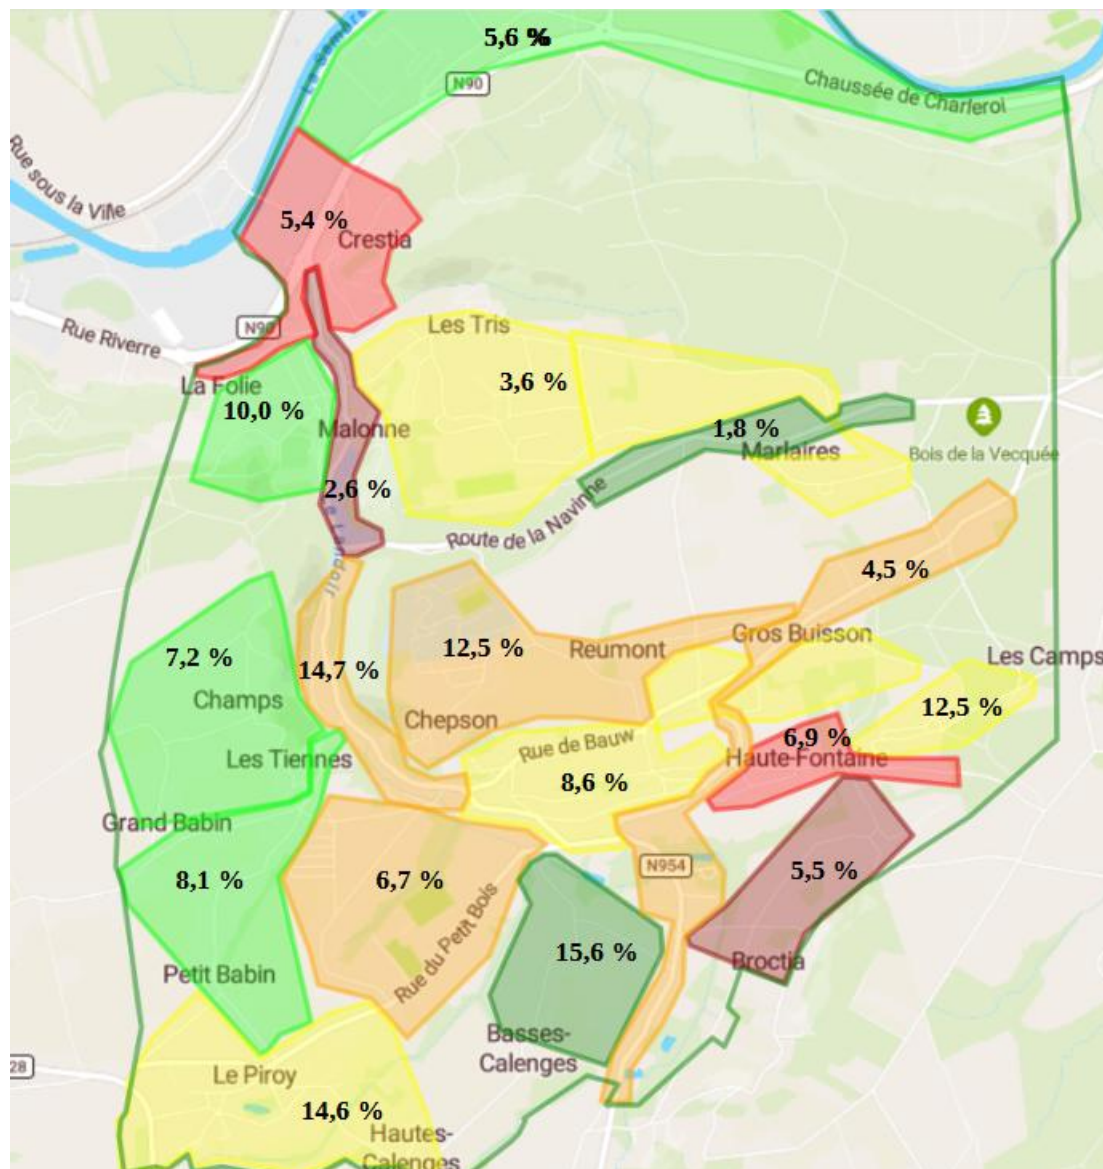 5,6 %
La Sambre
N90
Chaussée de Charleroi
Rue sous la Ville
5,4 %
Crestia
Rue Riverre
N90
Les Tris
La Folie
10,0 %
3,6 %
Malonne
1,8 %
Marlaires
Bois de la Vecquée
2,6 %
Route de la Navinne
Le Landoir
4,5 %
7,2 %
14,7 %
12,5 %
Reumont
Gros Buisson
Les Camps
Champs
Chepson
12,5 %
Rue de Bauw
6,9 %
Les Tiennes
Haute-Fontaine
8,6 %
Grand Babin
8,1 %
6,7 %
N954
5,5 %
Rue du Petit Bois
15,6 %
Petit Babin
Broctia
Basses-
Calenges
28
Le Piroy
14,6 %
Hautes-
Calenges